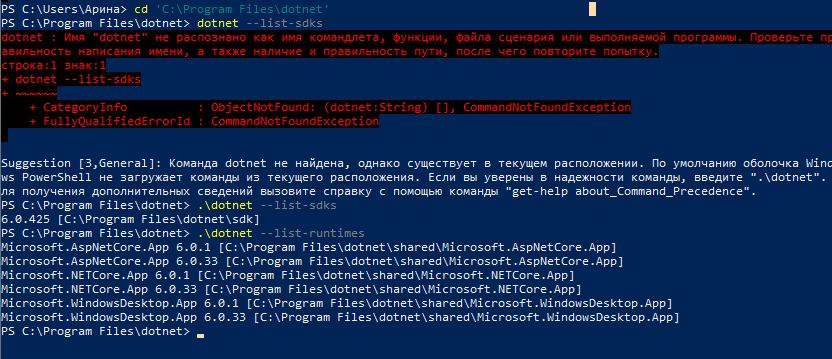 PS C:\Users\Арина> cd 'C:\Program Files\dotnet'
PS C:\Program Files\dotnet> dotnet --list-sdks
dotnet : Имя "dotnet" не распознано как имя командлета, функции, файла сценария или выполняемой программы. Проверьте пр
авильность написания имени, а также наличие и правильность пути, после чего повторите попытку.
строка:1 знак:1
+ dotnet --list-sdks
+ ~~~~~~
+ CategoryInfo : ObjectNotFound: (dotnet:String) [], CommandNotFoundException
+ FullyQualifiedErrorId : CommandNotFoundException
Suggestion [3,General]: Команда dotnet не найдена, однако существует в текущем расположении. По умолчанию оболочка Windo
ws PowerShell не загружает команды из текущего расположения. Если вы уверены в надежности команды, введите ".\dotnet".
ля получения дополнительных сведений вызовите справку с помощью команды "get-help about_Command_Precedence".
PS C:\Program Files\dotnet> .\dotnet --list-sdks
6.0.425 [C:\Program Files\dotnet\sdk]
PS C:\Program Files\dotnet> .\dotnet --list-runtimes
Microsoft.AspNetCore.App 6.0.1 [C:\Program Files\dotnet\shared\Microsoft.AspNetCore.App]
Microsoft.AspNetCore.App 6.0.33 [C:\Program Files\dotnet\shared\Microsoft.AspNetCore.App]
Microsoft.NETCore.App 6.0.1 [C:\Program Files\dotnet\shared\Microsoft.NETCore.App]
Microsoft.NETCore.App 6.0.33 [C:\Program Files\dotnet\shared\Microsoft.NETCore.App]
Microsoft.WindowsDesktop.App 6.0.1 [C:\Program Files\dotnet\shared\Microsoft.WindowsDesktop.App]
Microsoft.WindowsDesktop.App 6.0.33 [C:\Program Files\dotnet\shared\Microsoft.WindowsDesktop.App]
PS C:\Program Files\dotnet>